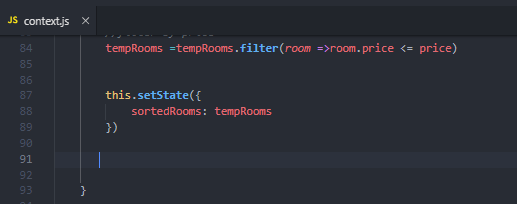 JS context.js ×
84 tempRooms =tempRooms.filter(room =>room.price <= price)
85
86
87 this.setState({
88 sortedRooms: tempRooms
89 })
90
91
92
93 }